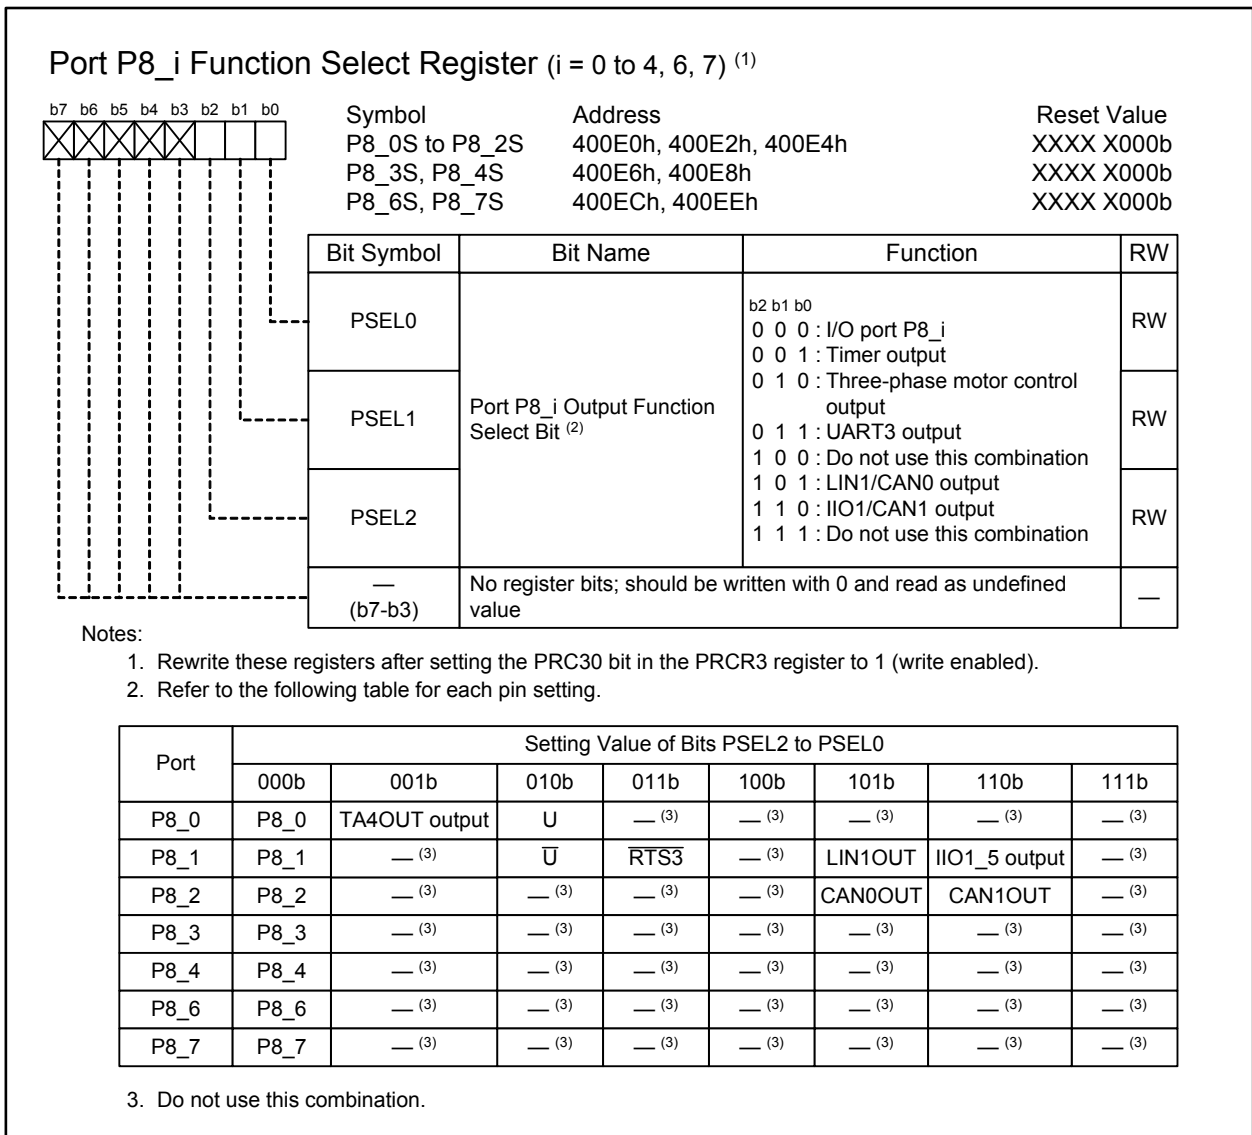 Port P8_i Function Select Register (i = 0 to 4, 6, 7) (1)
b7 b6 b5 b4 b3 b2 b1 b0
Symbol Address Reset Value
P8_0S to P8_2S 400E0h, 400E2h, 400E4h XXXX X000b
P8_3S, P8_4S 400E6h, 400E8h XXXX X000b
P8_6S, P8_7S 400ECh, 400EEh XXXX X000b
Bit Symbol Bit Name Function RW
PSEL0 RW
PSEL1 RW
PSEL2 RW
Port P8_i Output Function
Select Bit (2)
b2 b1 b0
0 0 0 : I/O port P8_i
0 0 1 : Timer output
0 1 0 : Three-phase motor control
output
0 1 1 : UART3 output
1 0 0 : Do not use this combination
1 0 1 : LIN1/CAN0 output
1 1 0 : IIO1/CAN1 output
1 1 1 : Do not use this combination
—
(b7-b3)
No register bits; should be written with 0 and read as undefined
value
—
Notes:
1. Rewrite these registers after setting the PRC30 bit in the PRCR3 register to 1 (write enabled).
2. Refer to the following table for each pin setting.
Port Setting Value of Bits PSEL2 to PSEL0
000b 001b 010b 011b 100b 101b 110b 111b
P8_0 P8_0 TA4OUT output U — (3) — (3) — (3) — (3) — (3)
P8_1 P8_1 — (3) U̅ R̅T̅S̅3̅ — (3) LIN1OUT IIO1_5 output — (3)
P8_2 P8_2 — (3) — (3) — (3) — (3) CAN0OUT CAN1OUT — (3)
P8_3 P8_3 — (3) — (3) — (3) — (3) — (3) — (3) — (3)
P8_4 P8_4 — (3) — (3) — (3) — (3) — (3) — (3) — (3)
P8_6 P8_6 — (3) — (3) — (3) — (3) — (3) — (3) — (3)
P8_7 P8_7 — (3) — (3) — (3) — (3) — (3) — (3) — (3)
3. Do not use this combination.